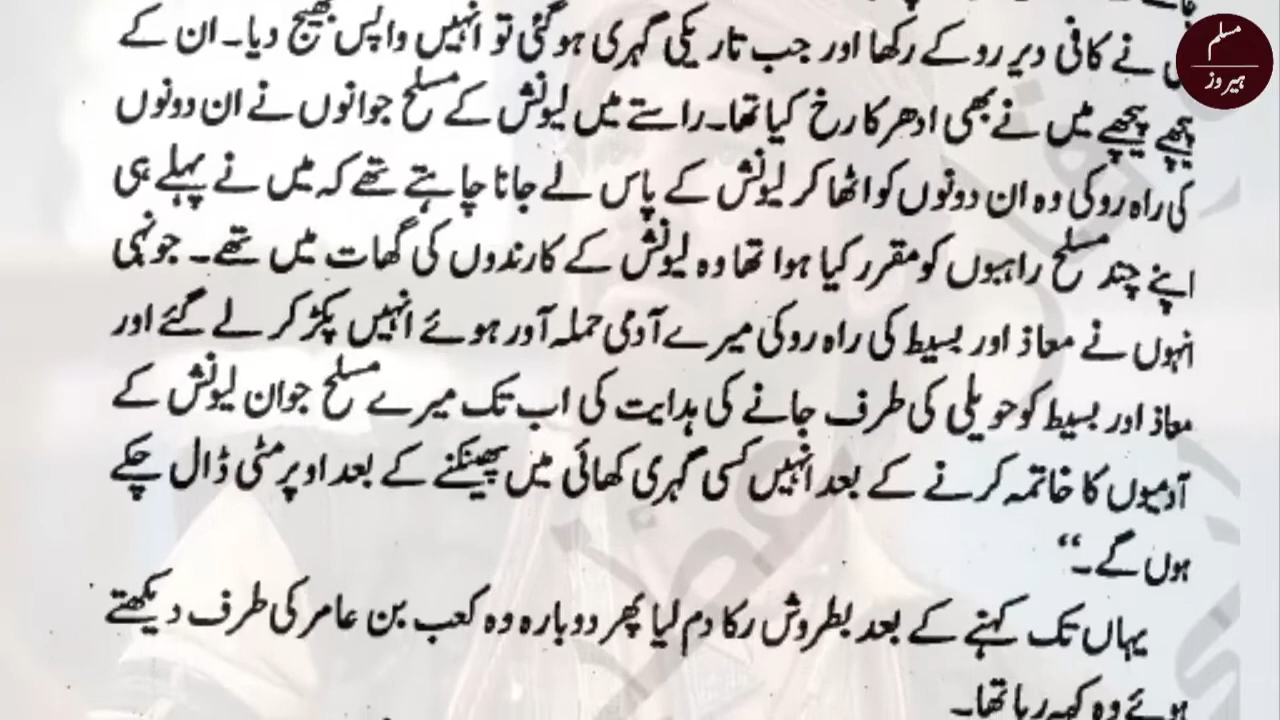 مسلم
ہیروز
نے کافی دیر روکے رکھا اور جب تاریکی گہری ہوگئی تو انہیں واپس بھیج دیا۔ ان کے
پیچھے پیچھے میں نے بھی ادھر کا رخ کیا تھا۔ راستے میں لیونش کے مسلح جوانوں نے ان دونوں
کی راہ روکی وہ ان دونوں کو اٹھا کر لیونش کے پاس لے جانا چاہتے تھے کہ میں نے پہلے ہی
اپنے چند مسلح راہبوں کو مقرر کیا ہوا تھا وہ لیونش کے کارندوں کی گھات میں تھے۔ جونہی
انہوں نے معاذ اور بسیط کی راہ روکی میرے آدمی حملہ آور ہوئے انہیں پکڑ کر لے گئے اور
معاذ اور بسیط کو حویلی کی طرف جانے کی ہدایت کی اب تک میرے مسلح جوان لیونش کے
آدمیوں کا خاتمہ کرنے کے بعد انہیں کسی گہری کھائی میں پھینکنے کے بعد اوپر مٹی ڈال چکے
ہوں گے۔“
یہاں تک کہنے کے بعد بطروش رکا دم لیا پھر دوبارہ وہ کعب بن عامر کی طرف دیکھتے
ہوئے وہ کہہ رہا تھا۔